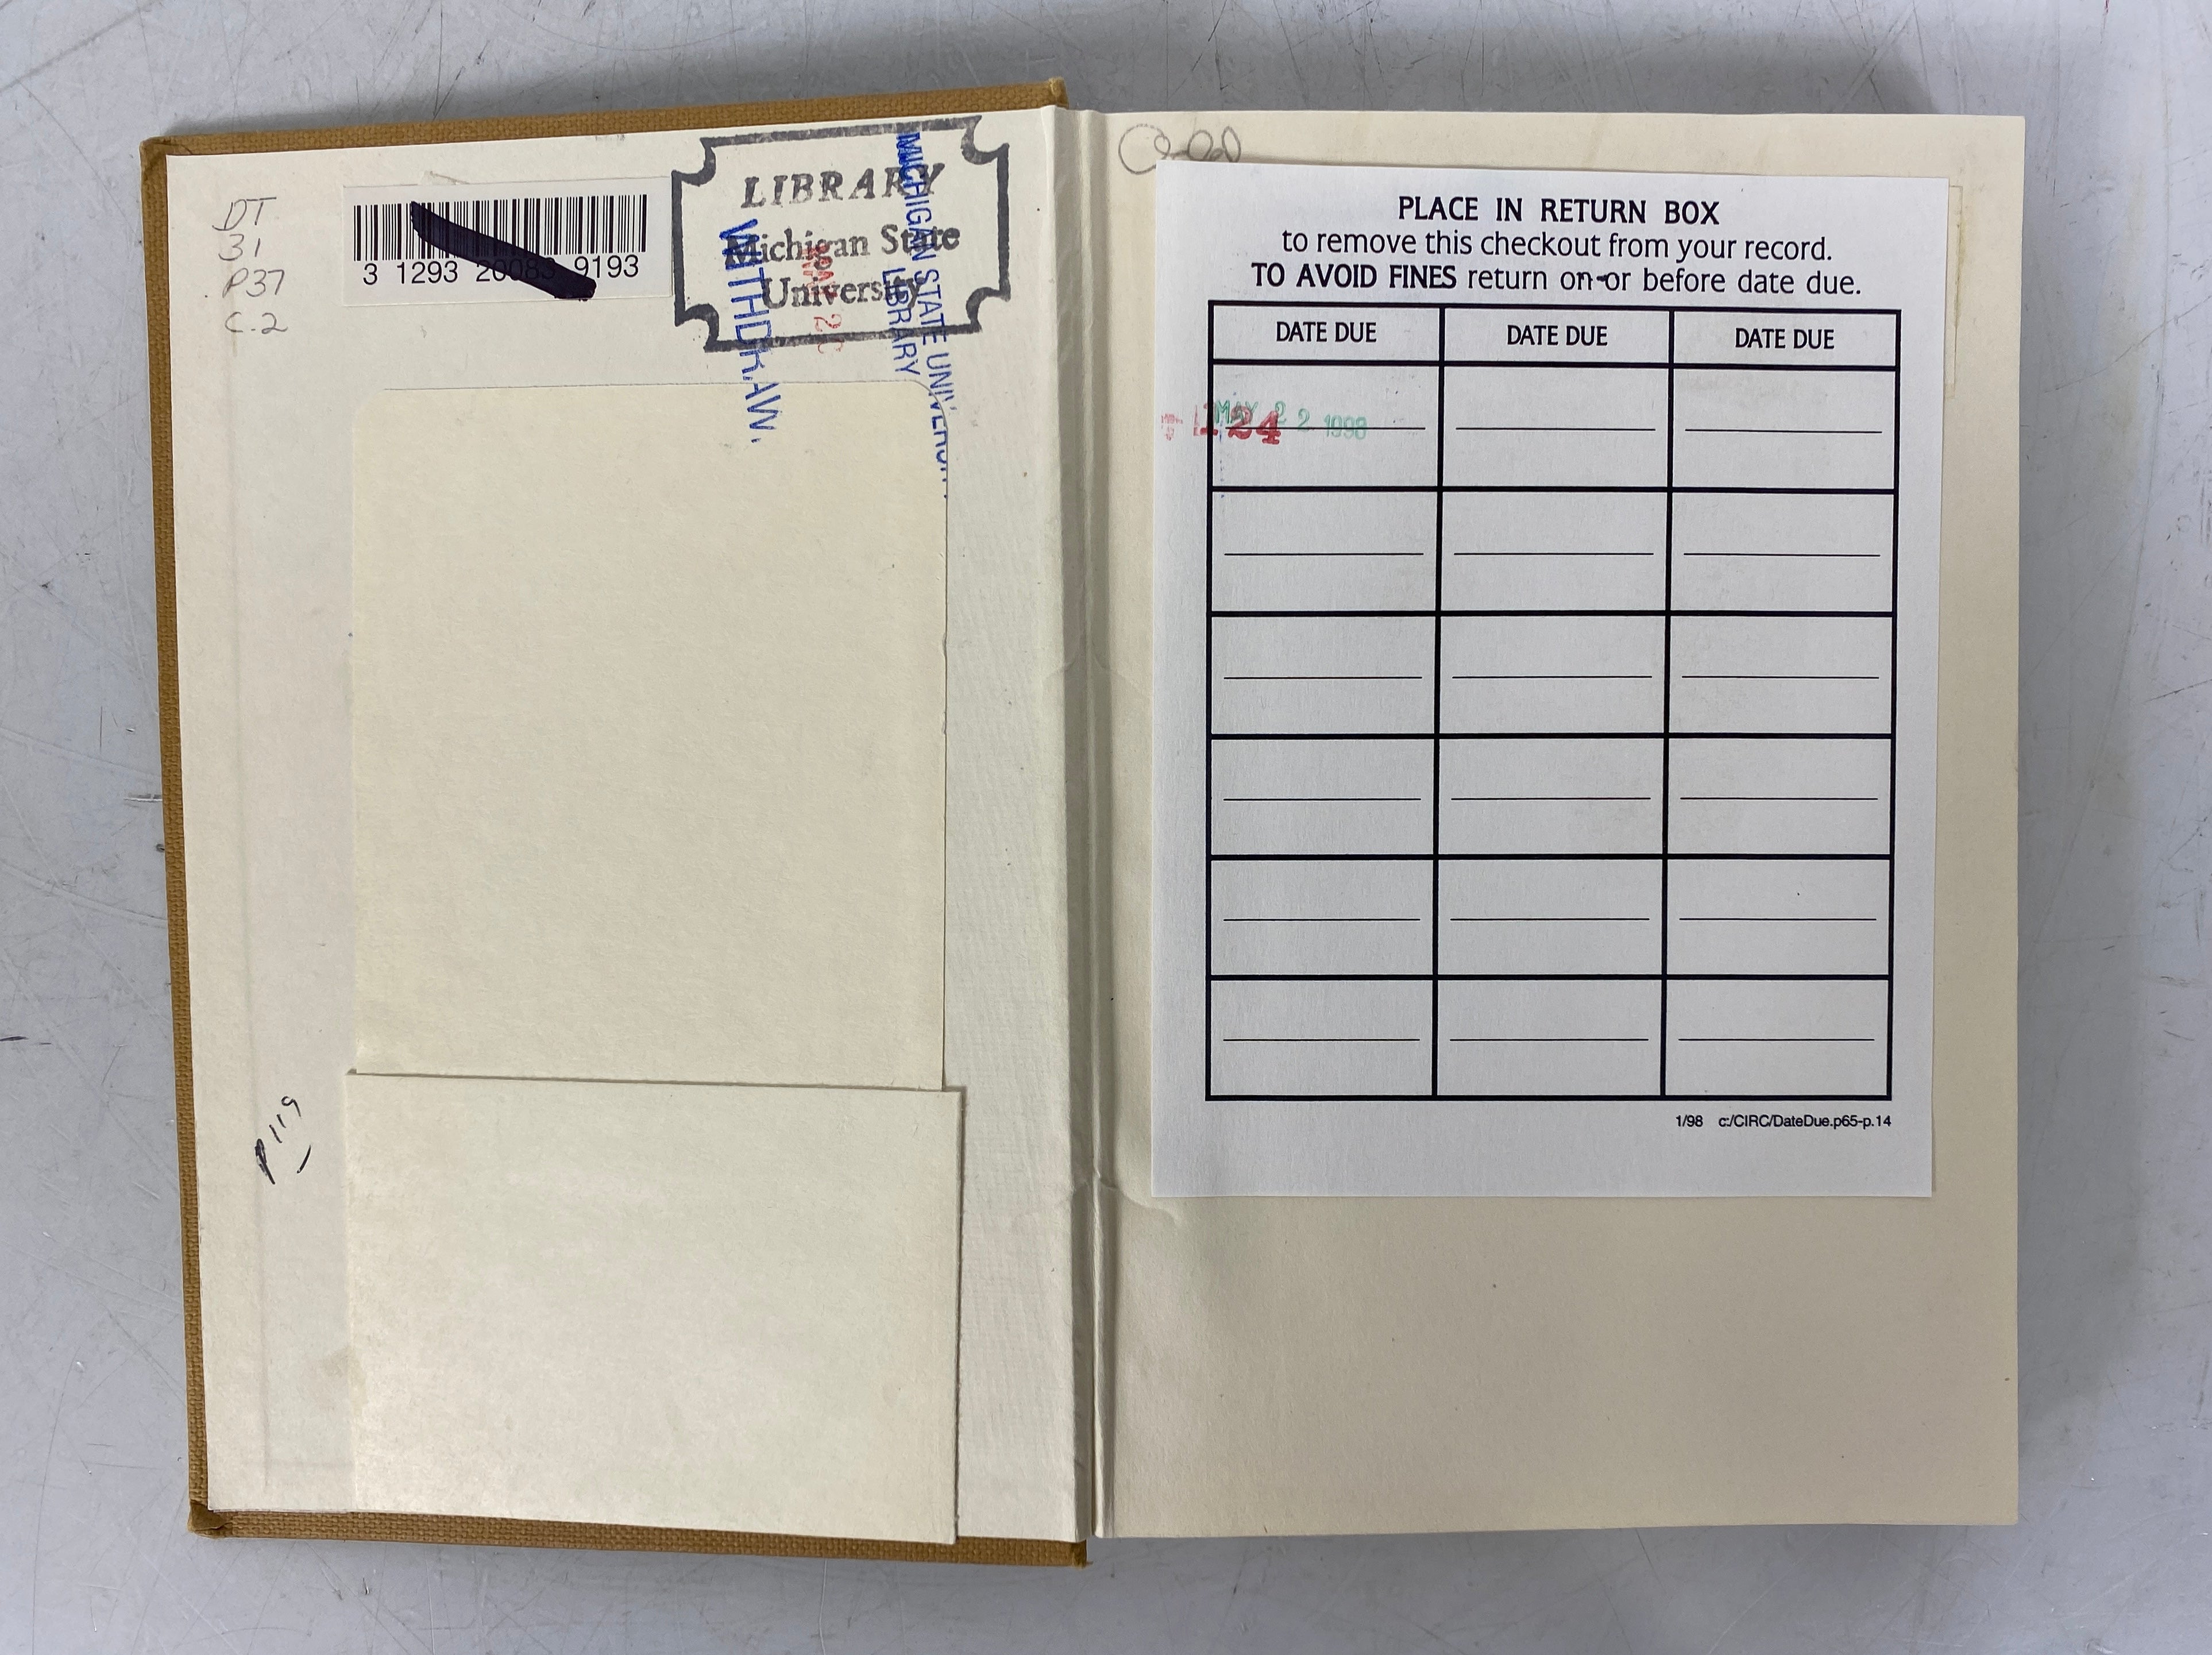 DT
31
P37
C.2
3 1293 20083 9193
LIBRARY
Michigan State
University
MICHIGAN STATE UNIVERSITY
LIBRARY
WITHDRAWN
P119
PLACE IN RETURN BOX
to remove this checkout from your record.
TO AVOID FINES return on or before date due.
DATE DUE DATE DUE DATE DUE
MAY 22 1998
24
1/98 c:/CIRC/DateDue.p65-p.14